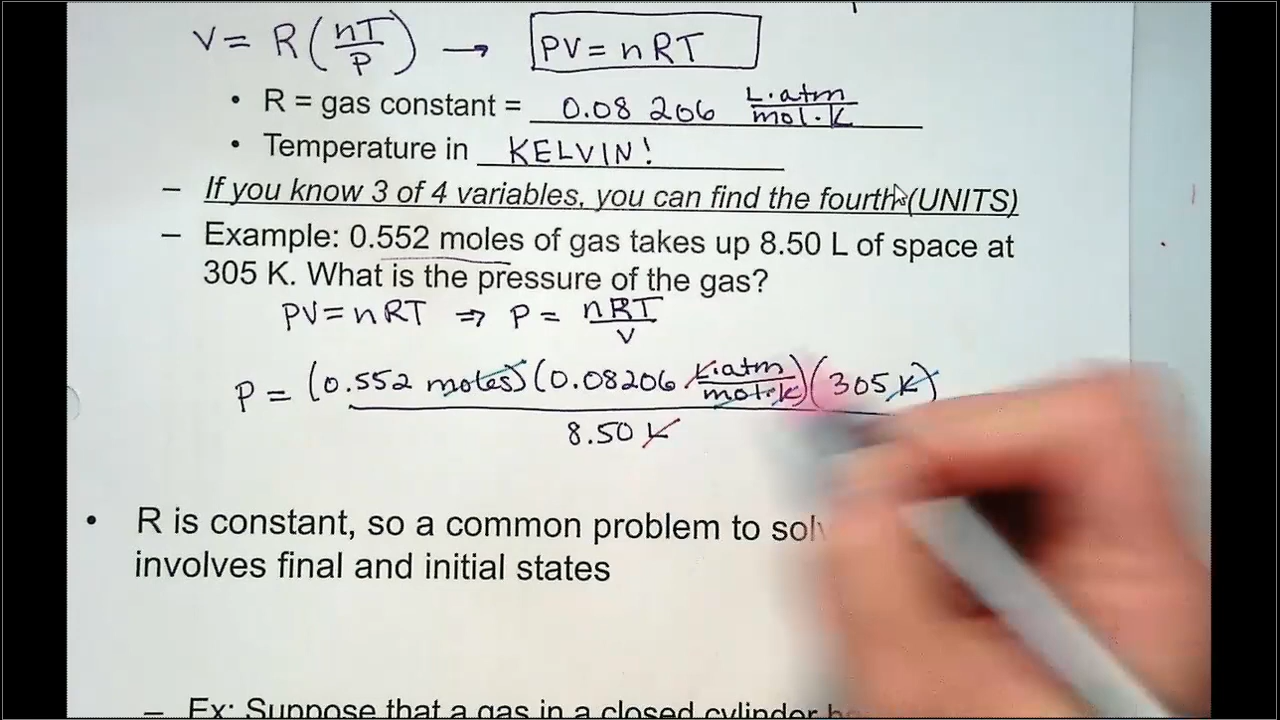 V = R(nT/P) → PV = nRT
• R = gas constant = 0.08 206 L·atm/mol·K
• Temperature in KELVIN!
– If you know 3 of 4 variables, you can find the fourth (UNITS)
– Example: 0.552 moles of gas takes up 8.50 L of space at
305 K. What is the pressure of the gas?
PV = nRT ⇒ P = nRT/V
P = (0.552 moles)(0.08206 L·atm/mol·K)(305 K)
8.50 L
• R is constant, so a common problem to
involves final and initial states
– Ex: Suppose that a gas in a closed cylinder